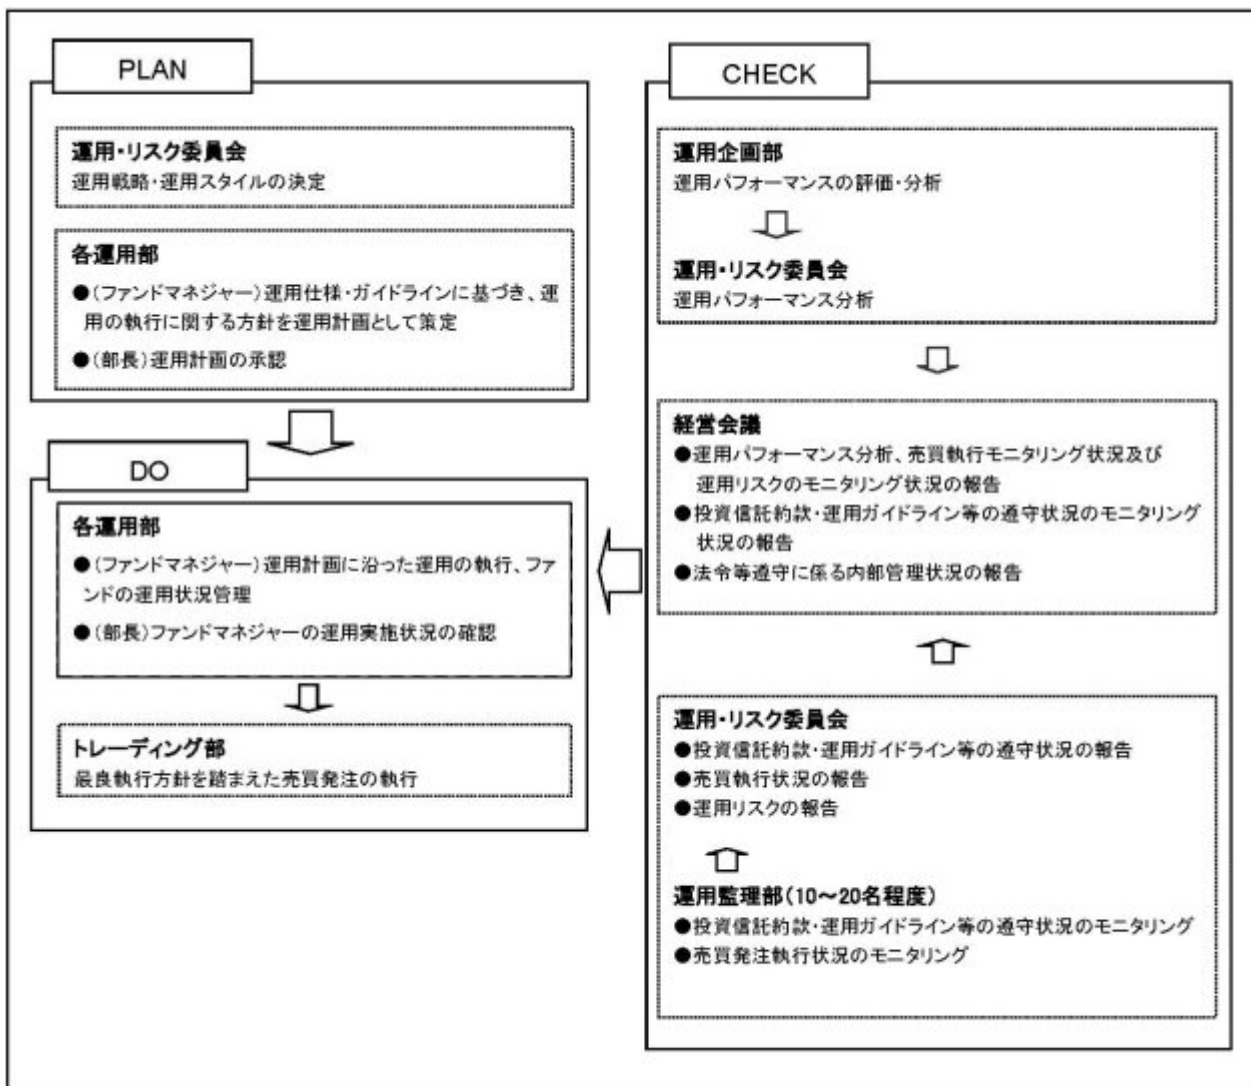 PLAN
運用・リスク委員会
運用戦略・運用スタイルの決定
各運用部
●(ファンドマネジャー)運用仕様・ガイドラインに基づき、運
用の執行に関する方針を運用計画として策定
●(部長)運用計画の承認
DO
各運用部
●(ファンドマネジャー)運用計画に沿った運用の執行、ファ
ンドの運用状況管理
●(部長)ファンドマネジャーの運用実施状況の確認
トレーディング部
最良執行方針を踏まえた売買発注の執行
CHECK
運用企画部
運用パフォーマンスの評価・分析
運用・リスク委員会
運用パフォーマンス分析
経営会議
●運用パフォーマンス分析、売買執行モニタリング状況及び
運用リスクのモニタリング状況の報告
●投資信託約款・運用ガイドライン等の遵守状況のモニタリング
状況の報告
●法令等遵守に係る内部管理状況の報告
運用・リスク委員会
●投資信託約款・運用ガイドライン等の遵守状況の報告
●売買執行状況の報告
●運用リスクの報告
運用監理部(10～20名程度)
●投資信託約款・運用ガイドライン等の遵守状況のモニタリング
●売買発注執行状況のモニタリング